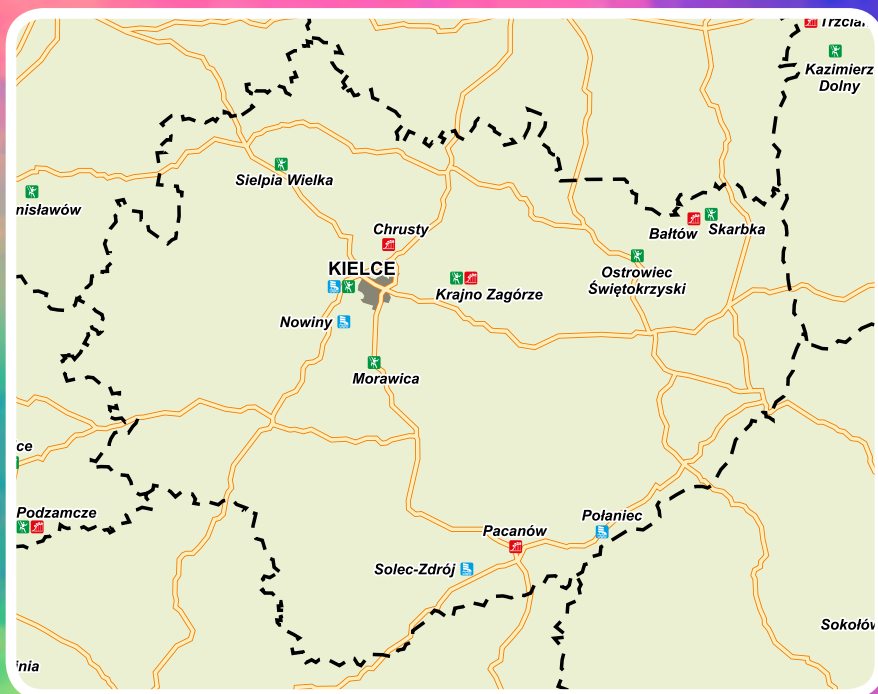 Kazimierz
Dolny
Sielpia Wielka
nisławów
Bałtów
Skarbka
Chrusty
KIELCE
Ostrowiec
Świętokrzyski
Krajno Zagórze
Nowiny
Morawica
ce
Podzamcze
Połaniec
Pacanów
Solec-Zdrój
Sokołów
inia